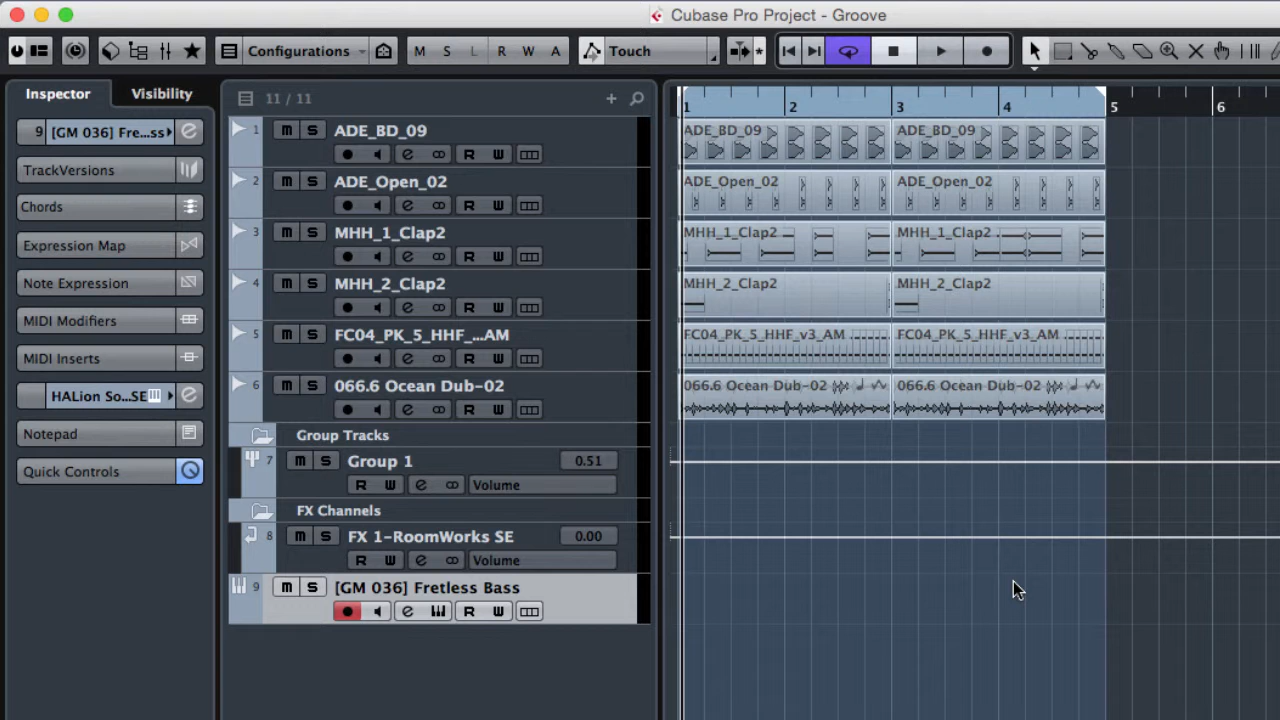 Cubase Pro Project - Groove
Configurations
M S L R W A
Touch
Inspector
Visibility
11 / 11
1 2 3 4 5 6
9 [GM 036] Fre...ss
TrackVersions
Chords
Expression Map
Note Expression
MIDI Modifiers
MIDI Inserts
HALion So...SE
Notepad
Quick Controls
1 m S ADE_BD_09
e R W
2 m S ADE_Open_02
e R W
3 m S MHH_1_Clap2
e R W
4 m S MHH_2_Clap2
e R W
5 m S FC04_PK_5_HHF_...AM
e R W
6 m S 066.6 Ocean Dub-02
e R W
Group Tracks
7 m S Group 1 0.51
R W e Volume
FX Channels
8 m S FX 1-RoomWorks SE 0.00
R W e Volume
9 m S [GM 036] Fretless Bass
e R W
ADE_BD_09 ADE_BD_09
ADE_Open_02 ADE_Open_02
MHH_1_Clap2 MHH_1_Clap2
MHH_2_Clap2 MHH_2_Clap2
FC04_PK_5_HHF_v3_AM FC04_PK_5_HHF_v3_AM
066.6 Ocean Dub-02 066.6 Ocean Dub-02